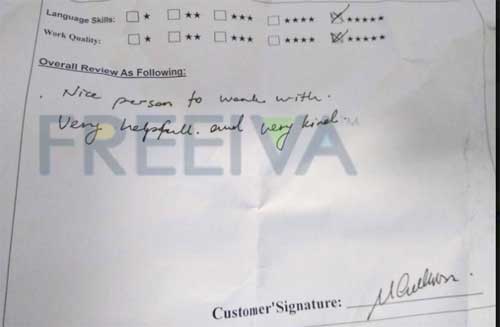 Language Skills: ☐ ★ ☐ ★★ ☐ ★★★ ☐ ★★★★ ☒ ★★★★★
Work Quality: ☐ ★ ☐ ★★ ☐ ★★★ ☐ ★★★★ ☒ ★★★★★
Overall Review As Following:
. Nice person to work with.
Very helpfull. and very kind.
FREEIVA
Customer'Signature: